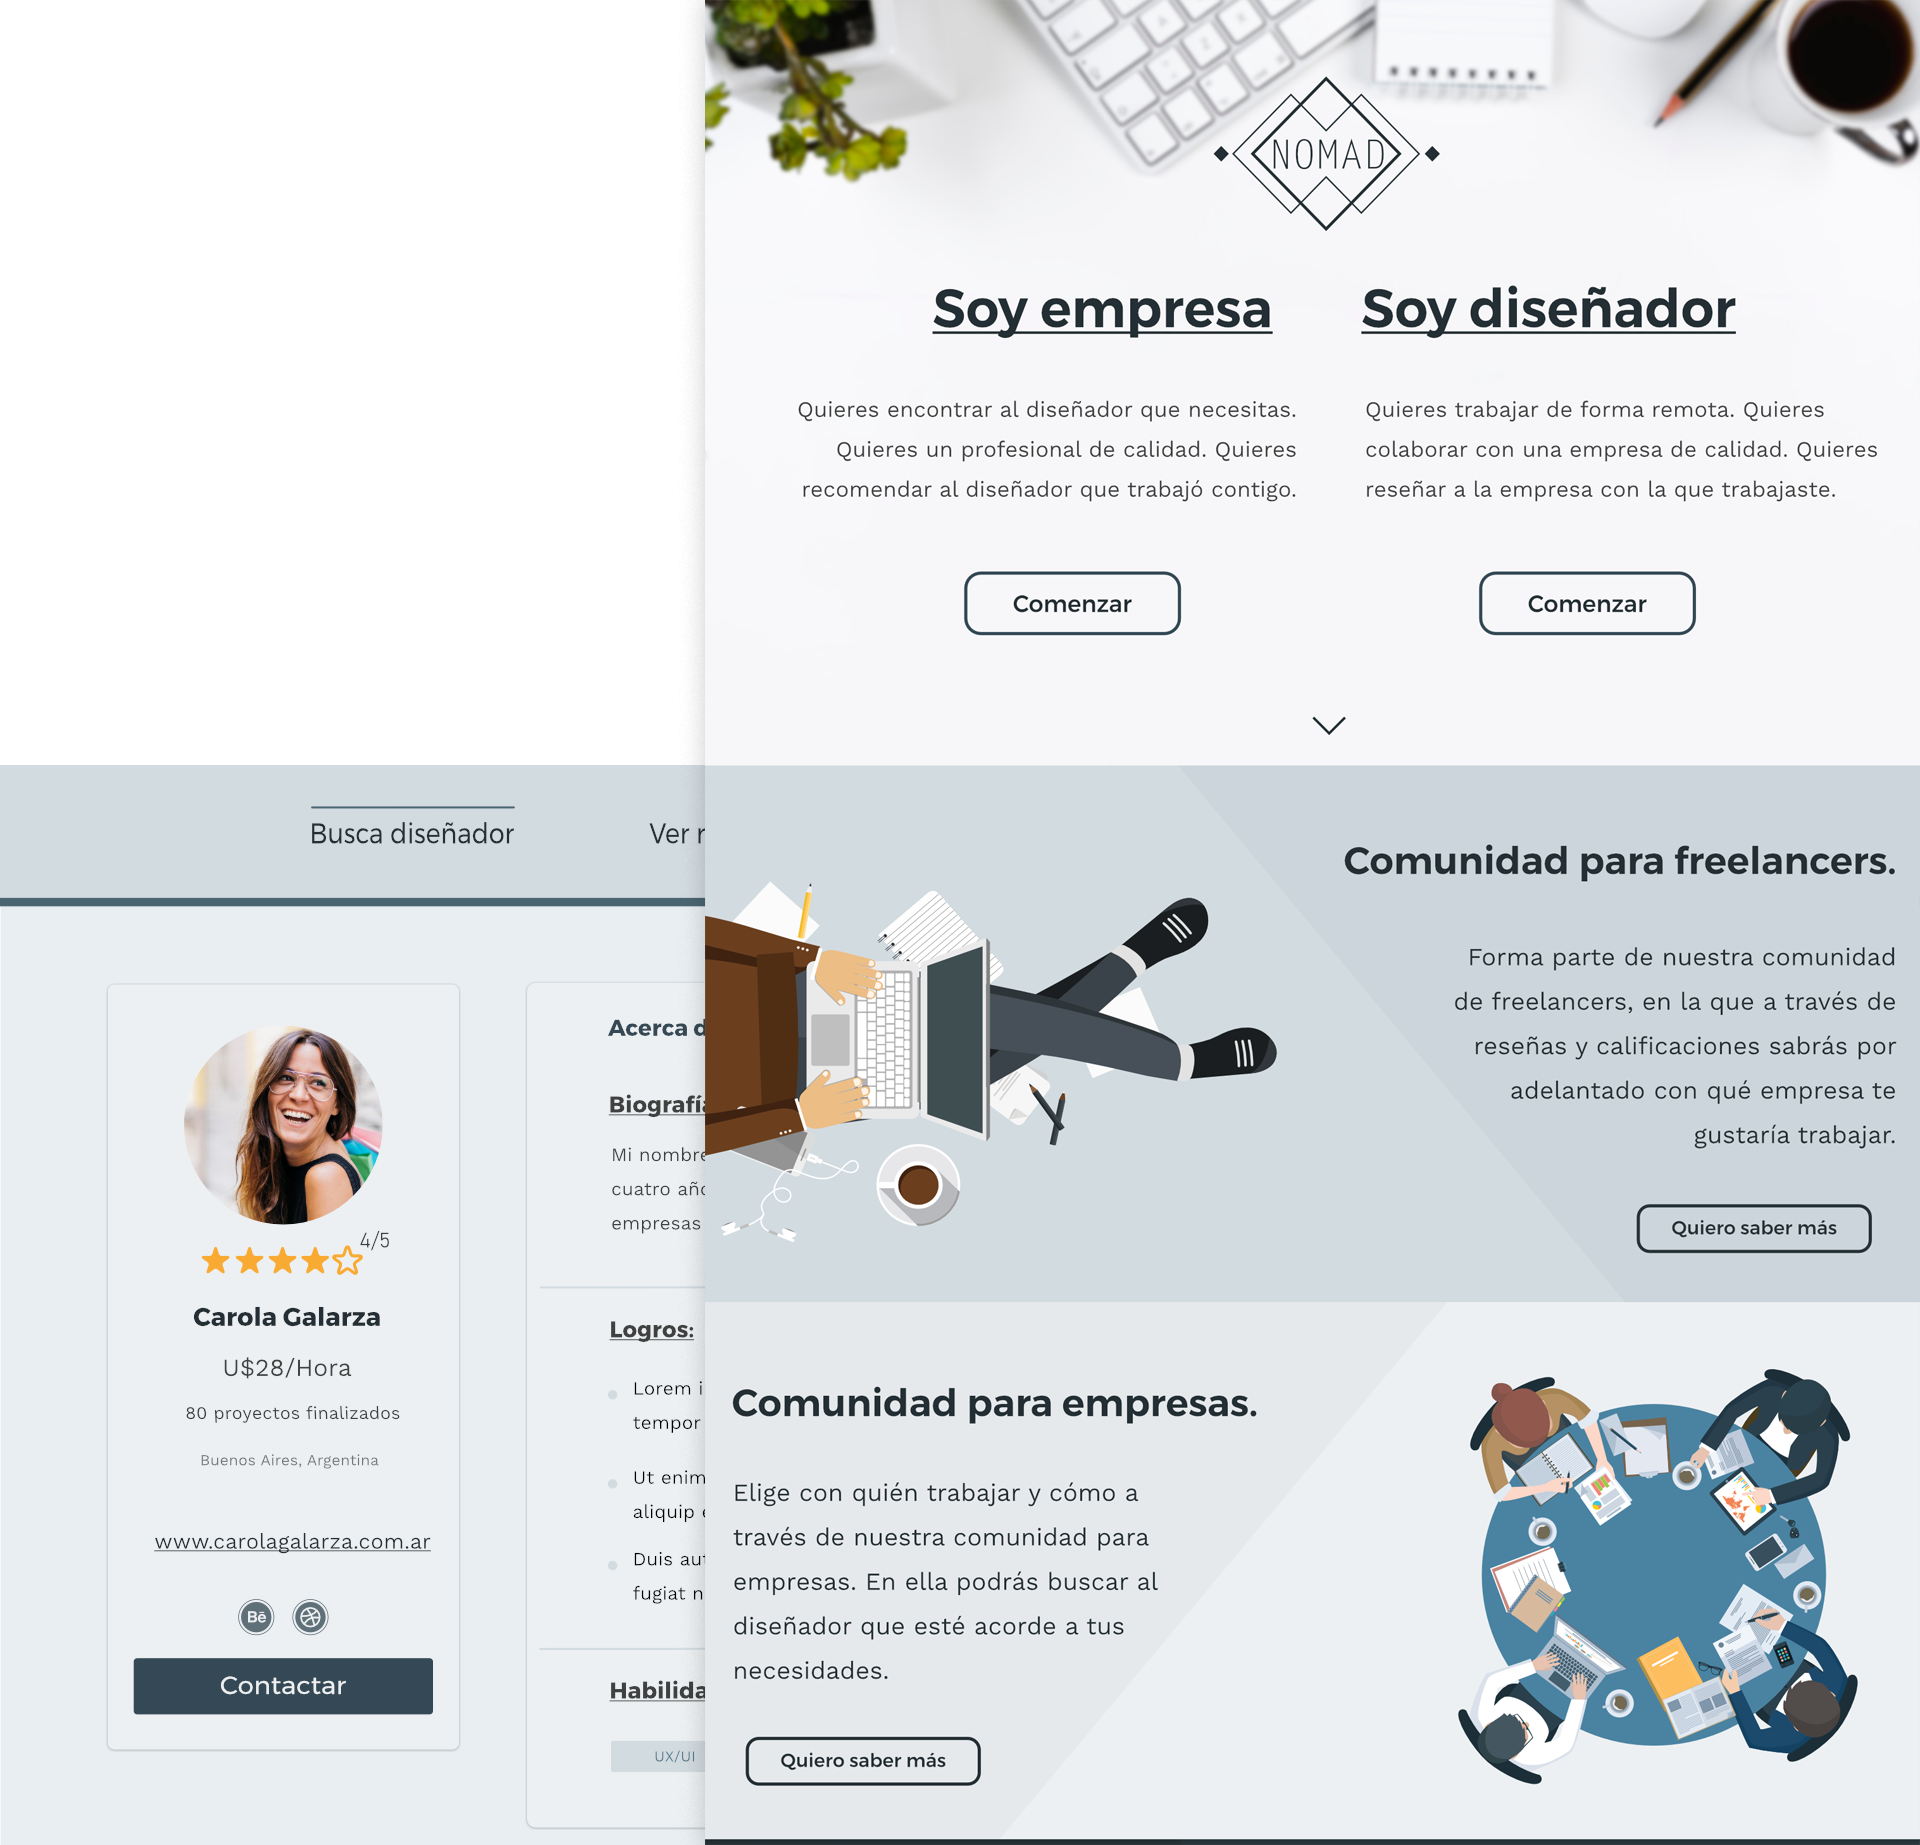 NOMAD
Soy empresa
Quieres encontrar al diseñador que necesitas.
Quieres un profesional de calidad. Quieres
recomendar al diseñador que trabajó contigo.
Comenzar
Soy diseñador
Quieres trabajar de forma remota. Quieres
colaborar con una empresa de calidad. Quieres
reseñar a la empresa con la que trabajaste.
Comenzar
Comunidad para freelancers.
Forma parte de nuestra comunidad
de freelancers, en la que a través de
reseñas y calificaciones sabrás por
adelantado con qué empresa te
gustaría trabajar.
Quiero saber más
Comunidad para empresas.
Elige con quién trabajar y cómo a
través de nuestra comunidad para
empresas. En ella podrás buscar al
diseñador que esté acorde a tus
necesidades.
Quiero saber más
Busca diseñador
Ver
4/5
Carola Galarza
U$28/Hora
80 proyectos finalizados
Buenos Aires, Argentina
www.carolagalarza.com.ar
Bē
Contactar
Acerca d
Biografí
Mi nombre
cuatro año
empresas
Logros:
Lorem i
tempor
Ut enim
aliquip e
Duis aut
fugiat n
Habilida
UX/UI